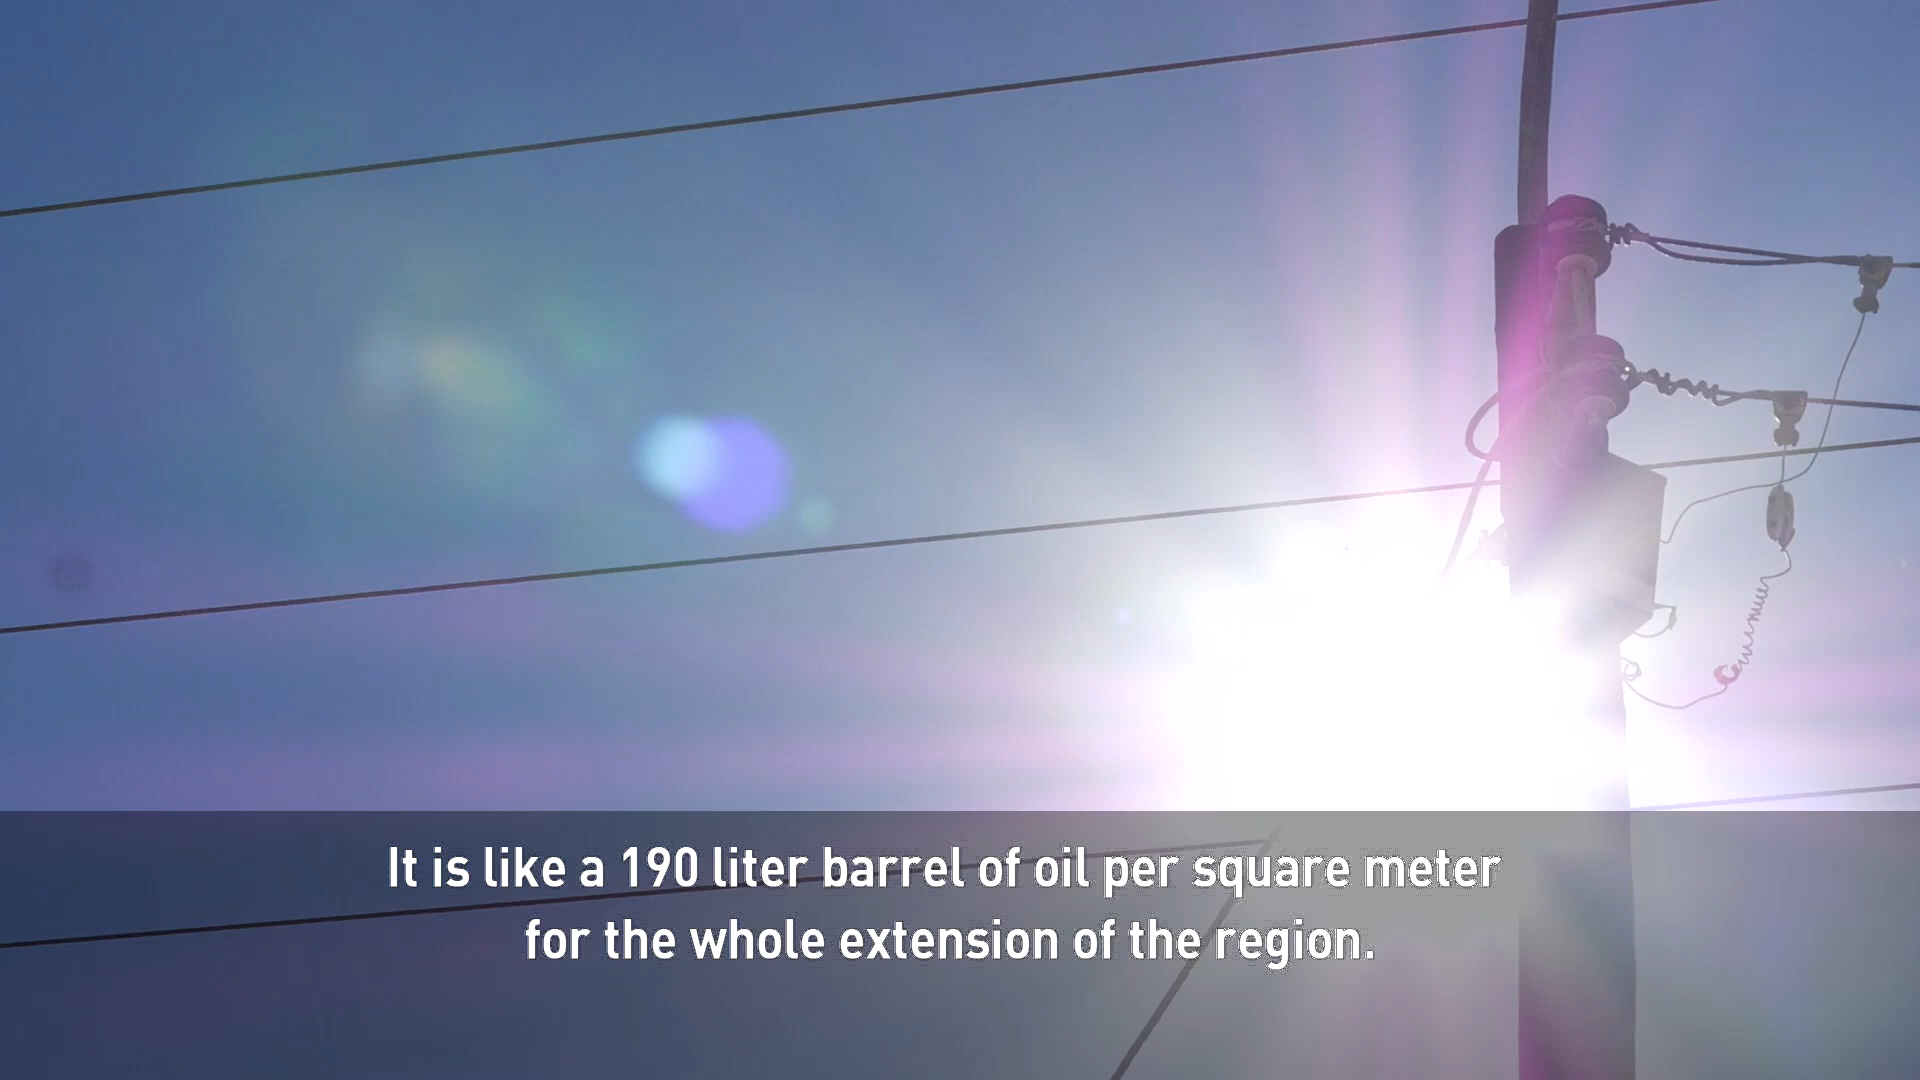 It is like a 190 liter barrel of oil per square meter
for the whole extension of the region.